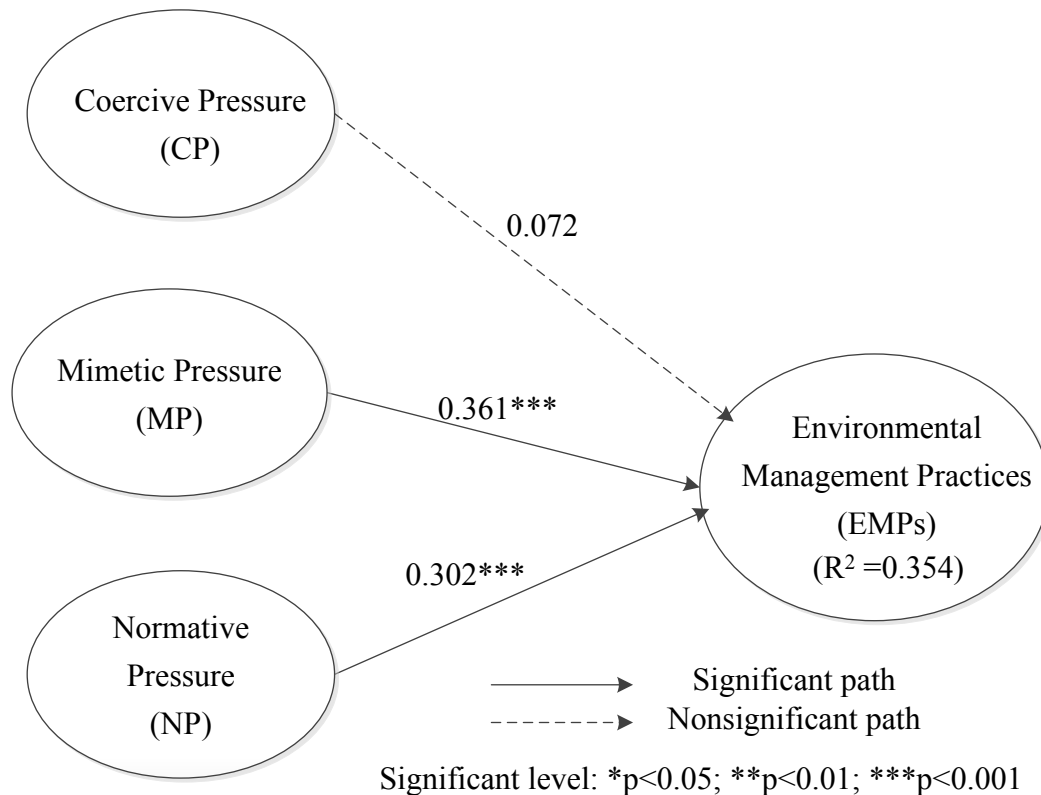 Coercive Pressure
(CP)
0.072
Mimetic Pressure
(MP)
0.361***
Environmental
Management Practices
(EMPs)
(R² =0.354)
0.302***
Normative
Pressure
(NP)
Significant path
Nonsignificant path
Significant level: *p<0.05; **p<0.01; ***p<0.001